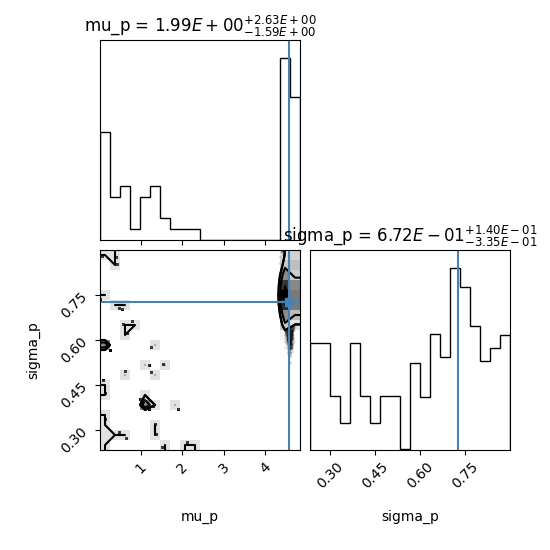 mu_p = 1.99E + 00+2.63E+00−1.59E+00
sigma_p = 6.72E − 01+1.40E−01−3.35E−01
sigma_p
0.75
0.60
0.45
0.30
1
2
3
4
0.30
0.45
0.60
0.75
mu_p
sigma_p